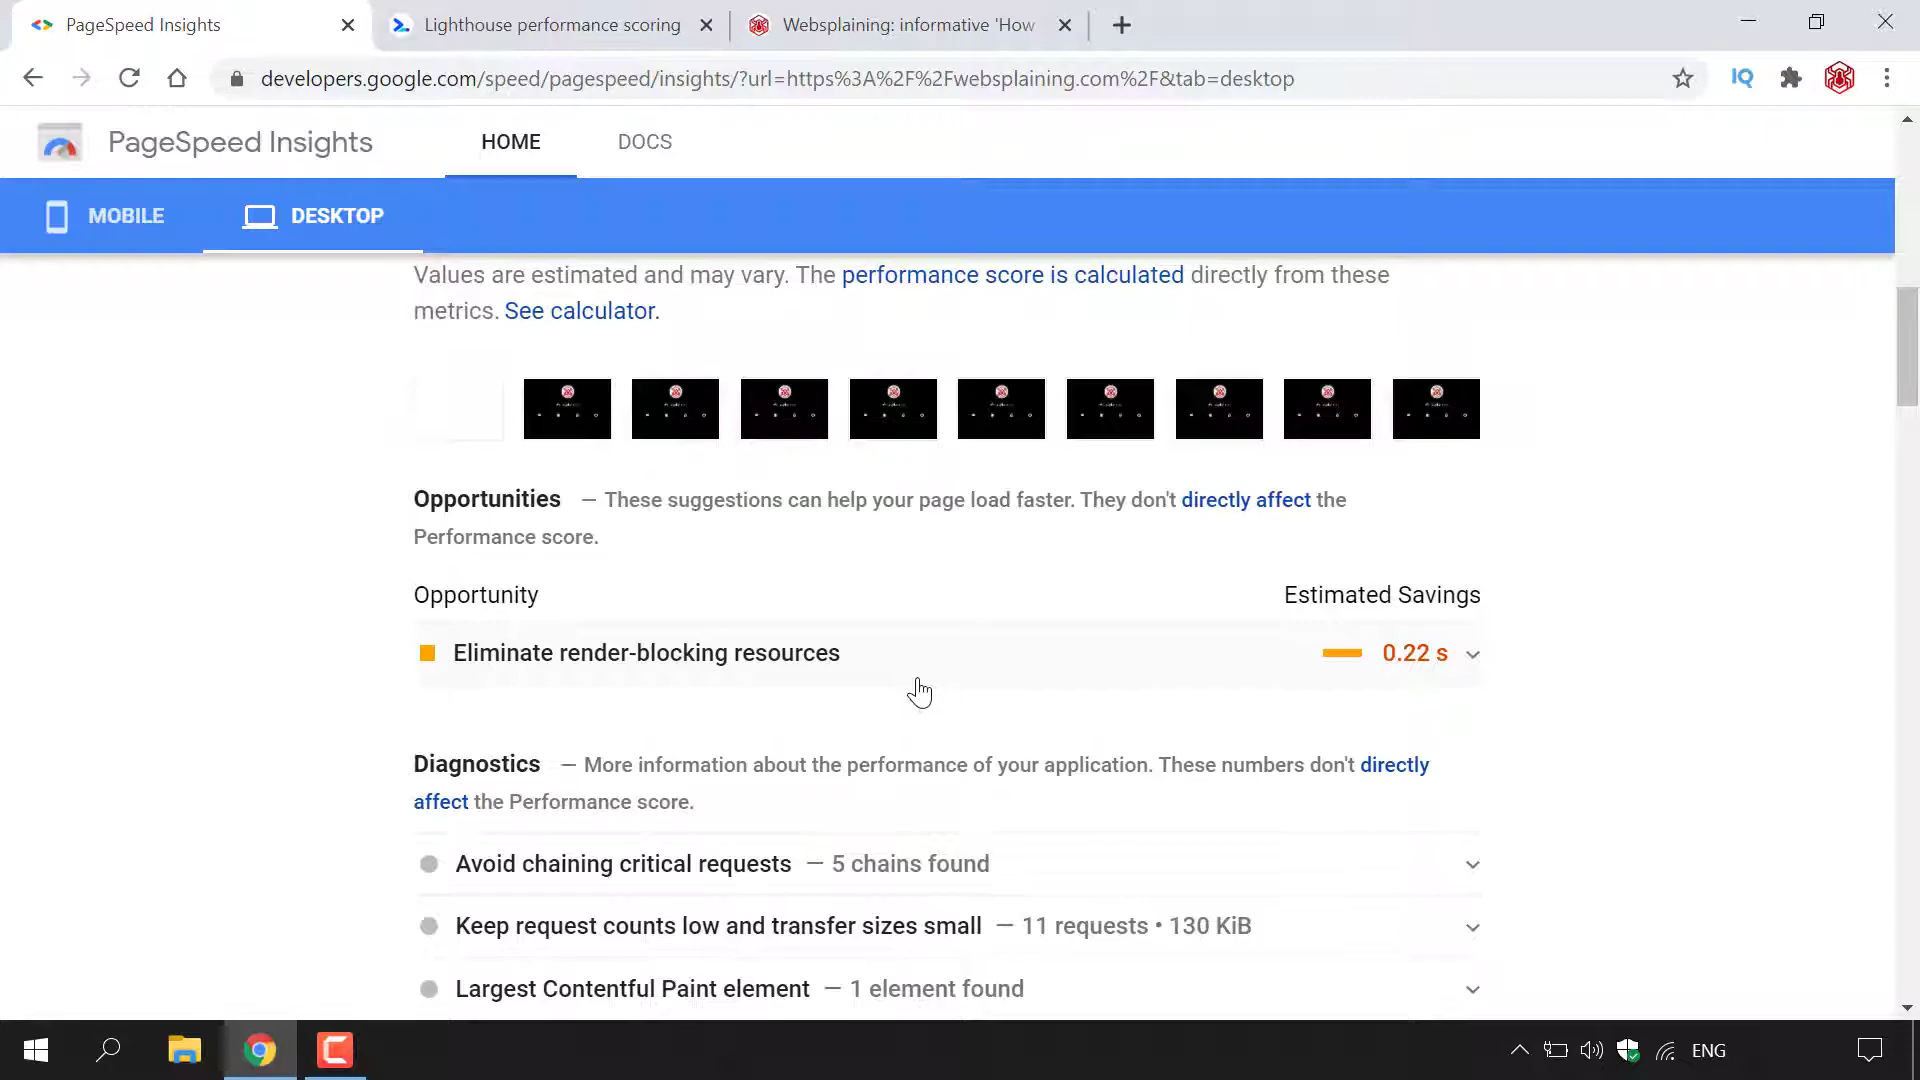 PageSpeed Insights
Lighthouse performance scoring
Websplaining: informative 'How
developers.google.com/speed/pagespeed/insights/?url=https%3A%2F%2Fwebsplaining.com%2F&tab=desktop
IQ
PageSpeed Insights
HOME
DOCS
MOBILE
DESKTOP
Values are estimated and may vary. The performance score is calculated directly from these
metrics. See calculator.
Opportunities — These suggestions can help your page load faster. They don't directly affect the
Performance score.
Opportunity
Estimated Savings
Eliminate render-blocking resources
0.22 s
Diagnostics — More information about the performance of your application. These numbers don't directly
affect the Performance score.
Avoid chaining critical requests — 5 chains found
Keep request counts low and transfer sizes small — 11 requests • 130 KiB
Largest Contentful Paint element — 1 element found
ENG